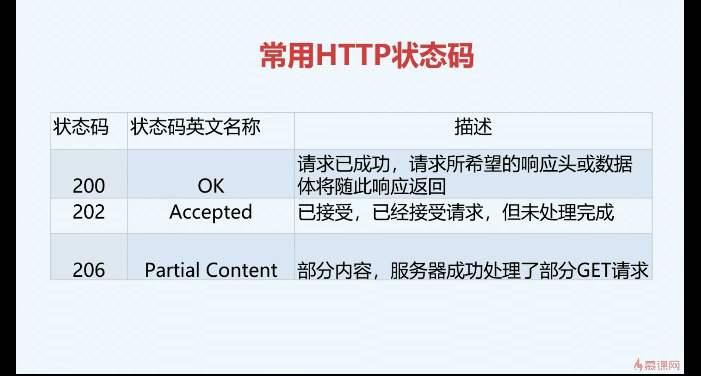 常用HTTP状态码
状态码 状态码英文名称 描述
200 OK 请求已成功，请求所希望的响应头或数据
体将随此响应返回
202 Accepted 已接受，已经接受请求，但未处理完成
206 Partial Content 部分内容，服务器成功处理了部分GET请求
慕课网